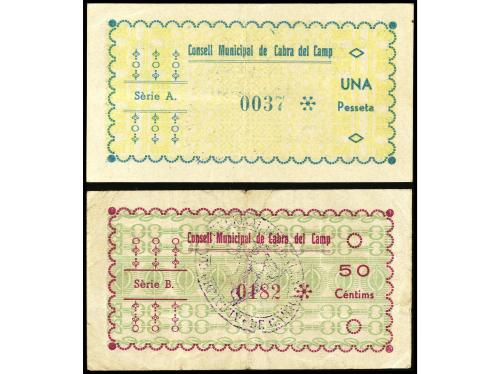 Consell Municipal de Cabra del Camp
Sèrie A.
0037
UNA
Pesseta
Consell Municipal de Cabra del Camp
Sèrie B.
0182
50
Cèntims